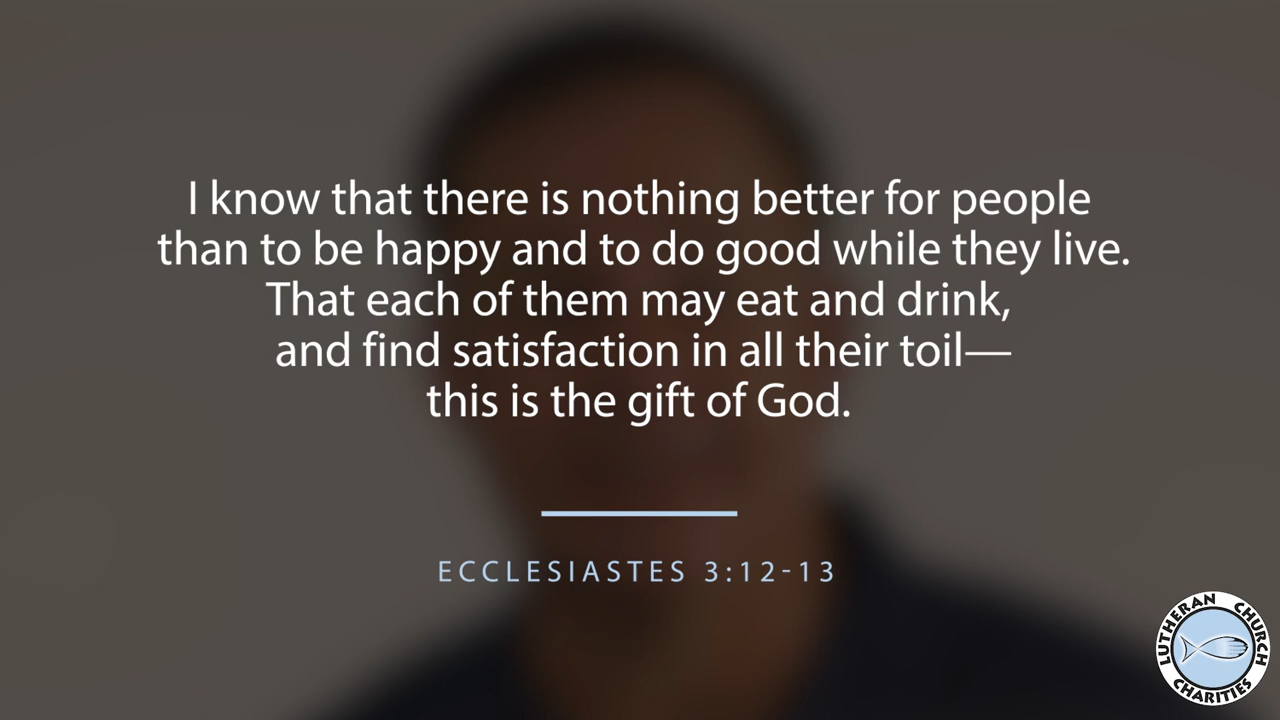 I know that there is nothing better for people
than to be happy and to do good while they live.
That each of them may eat and drink,
and find satisfaction in all their toil—
this is the gift of God.
ECCLESIASTES 3:12-13
LUTHERAN CHURCH
CHARITIES